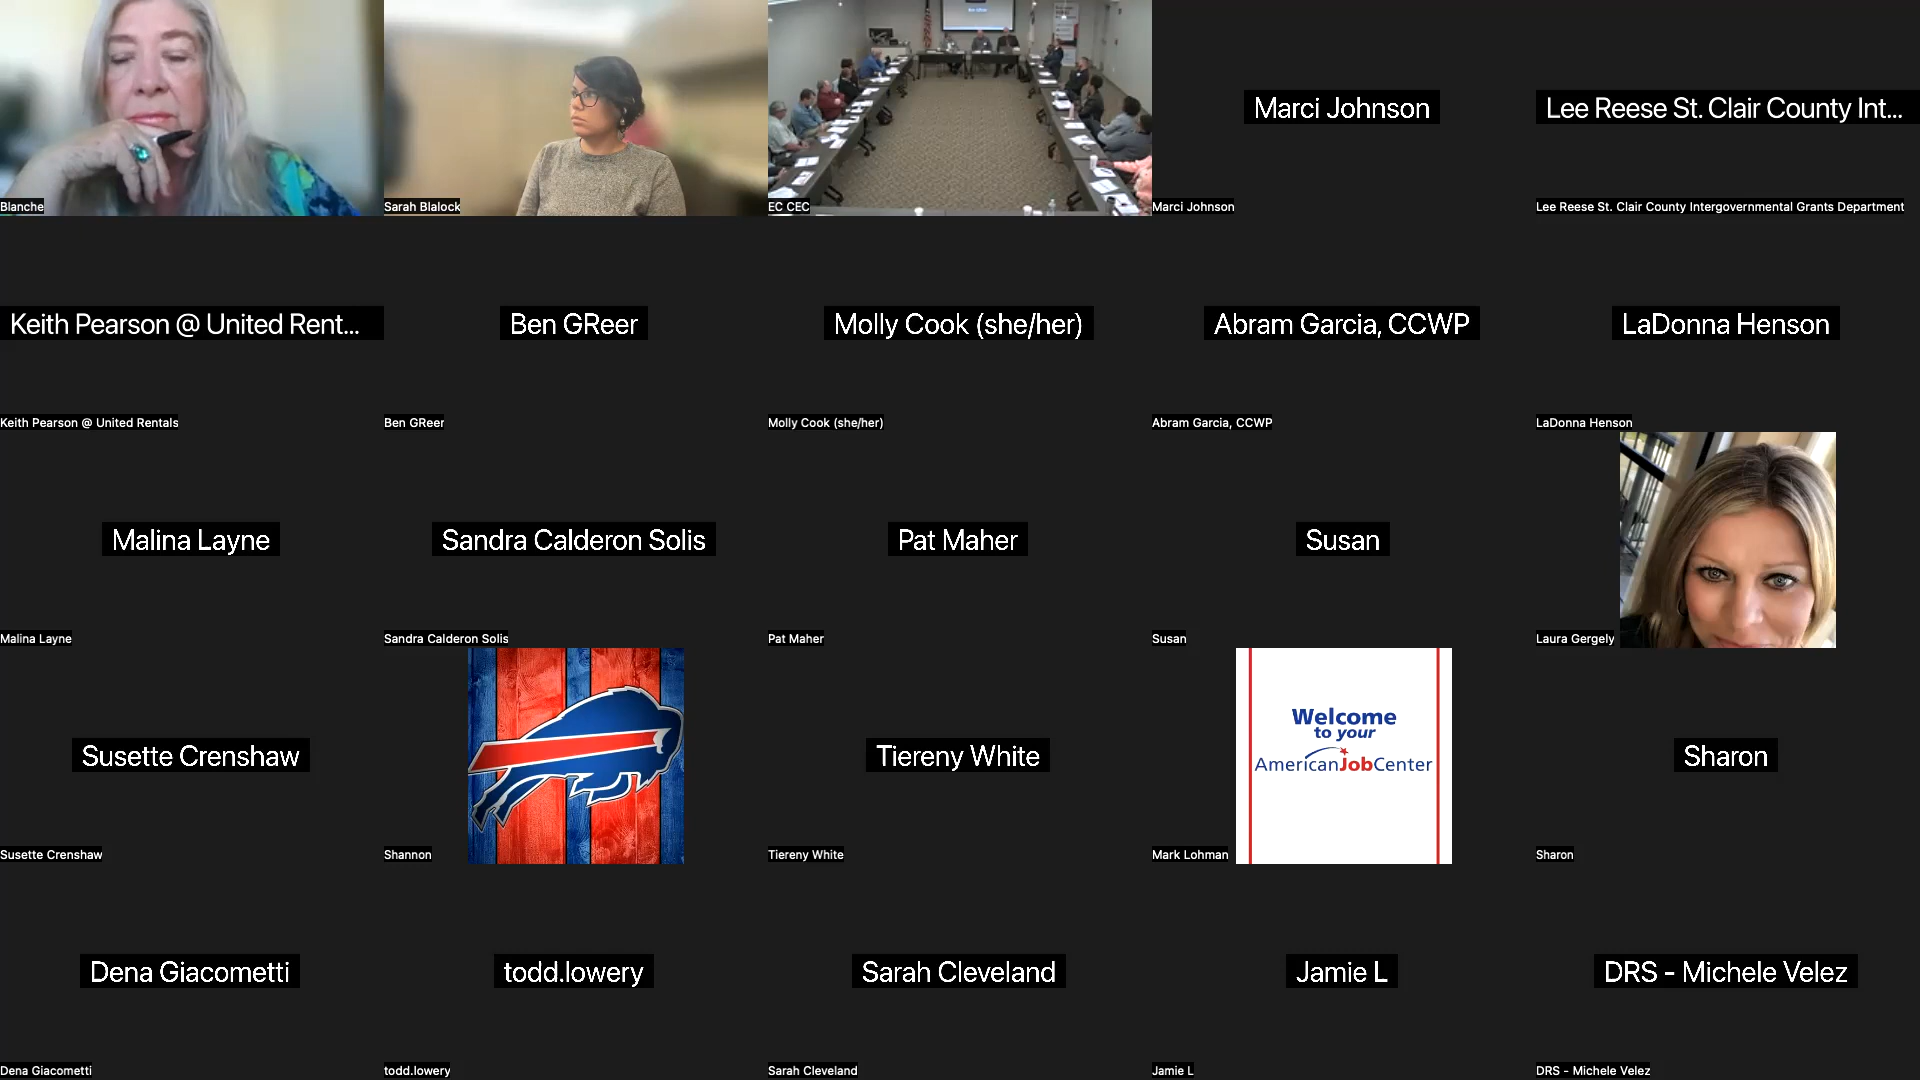 Blanche
Sarah Blalock
EC CEC
Marci Johnson
Marci Johnson
Lee Reese St. Clair County Int...
Lee Reese St. Clair County Intergovernmental Grants Department
Keith Pearson @ United Rent...
Keith Pearson @ United Rentals
Ben GReer
Ben GReer
Molly Cook (she/her)
Molly Cook (she/her)
Abram Garcia, CCWP
Abram Garcia, CCWP
LaDonna Henson
LaDonna Henson
Malina Layne
Malina Layne
Sandra Calderon Solis
Sandra Calderon Solis
Pat Maher
Pat Maher
Susan
Susan
Laura Gergely
Susette Crenshaw
Susette Crenshaw
Shannon
Tiereny White
Tiereny White
Welcome
to your
AmericanJobCenter
Mark Lohman
Sharon
Sharon
Dena Giacometti
Dena Giacometti
todd.lowery
todd.lowery
Sarah Cleveland
Sarah Cleveland
Jamie L
Jamie L
DRS - Michele Velez
DRS - Michele Velez